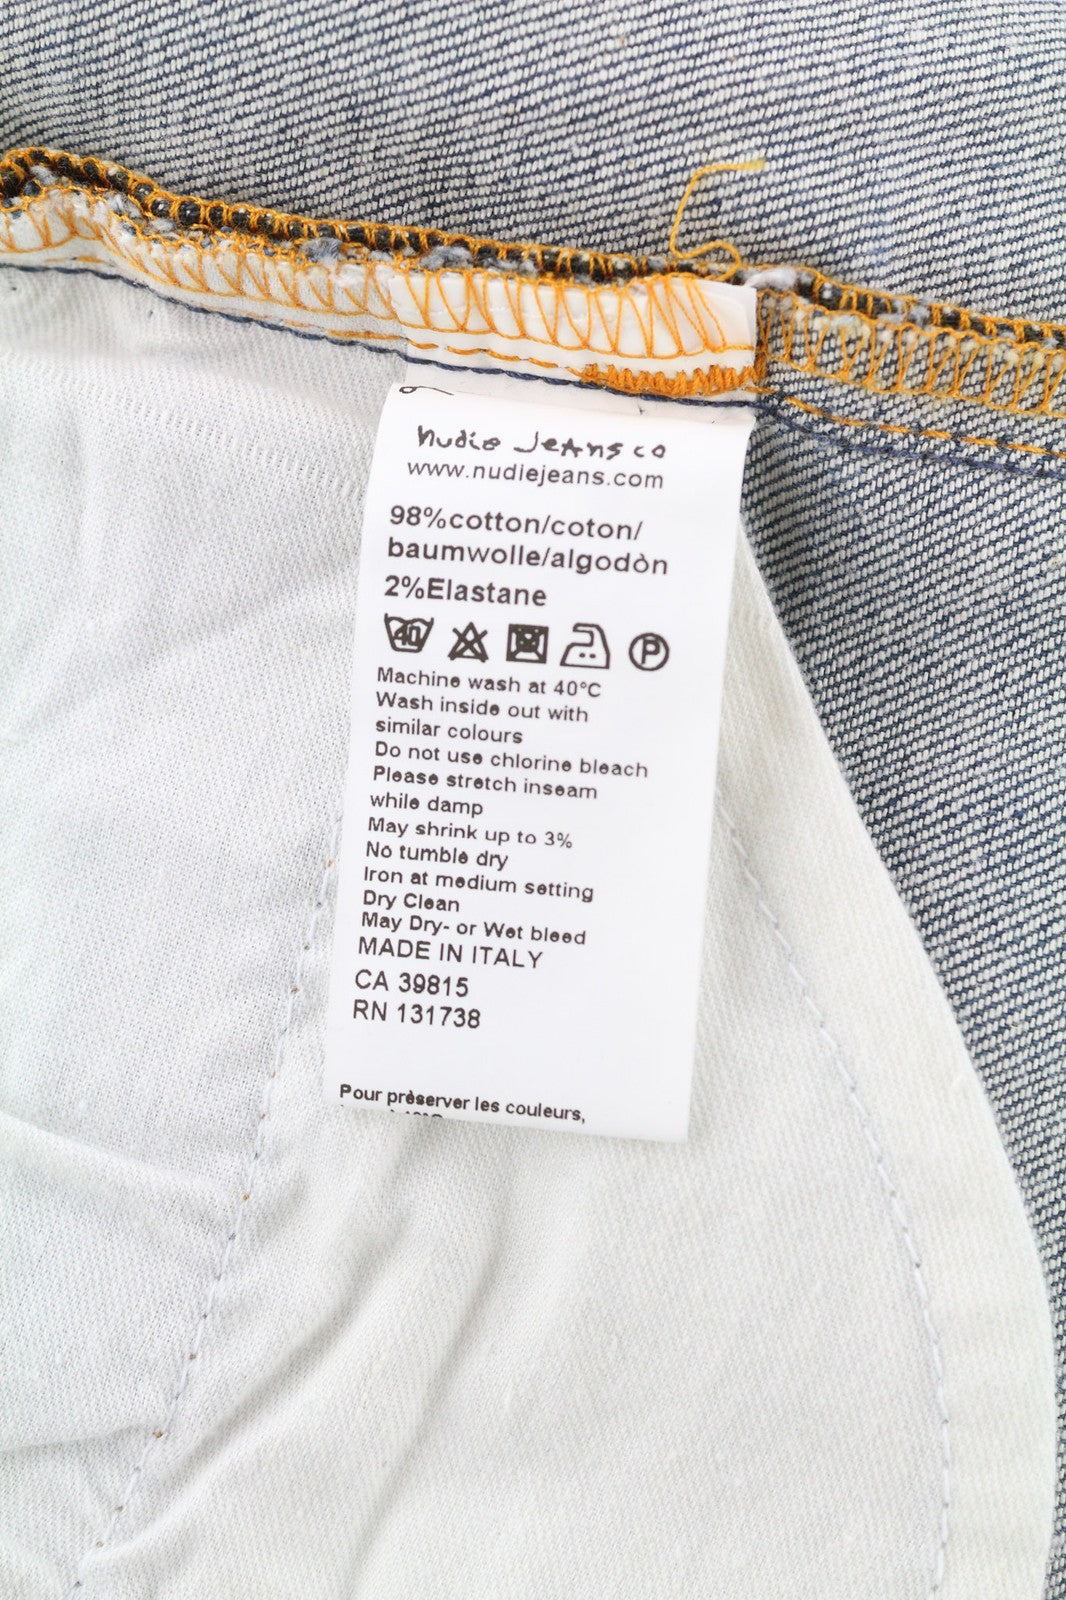 nudie jeans co
www.nudiejeans.com
98%cotton/coton/
baumwolle/algodòn
2%Elastane
40 P
Machine wash at 40°C
Wash inside out with
similar colours
Do not use chlorine bleach
Please stretch inseam
while damp
May shrink up to 3%
No tumble dry
Iron at medium setting
Dry Clean
May Dry- or Wet bleed
MADE IN ITALY
CA 39815
RN 131738
Pour prèserver les couleurs,